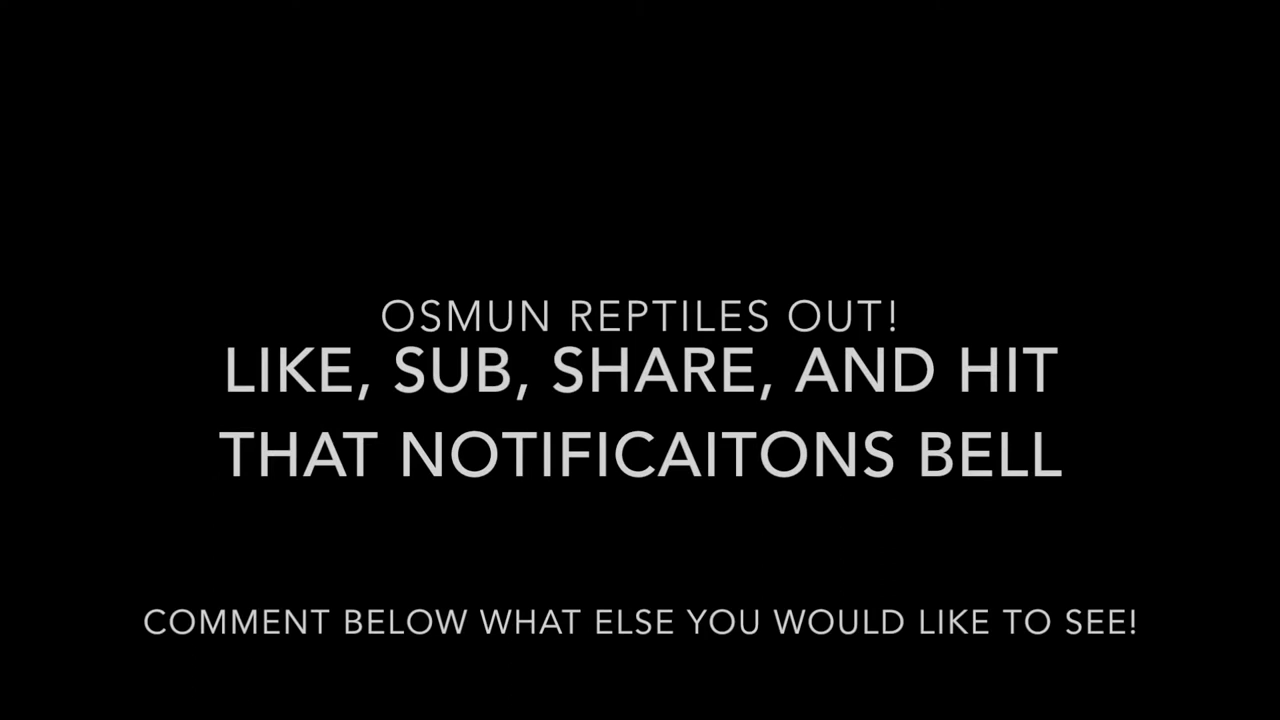 OSMUN REPTILES OUT!
LIKE, SUB, SHARE, AND HIT
THAT NOTIFICAITONS BELL
COMMENT BELOW WHAT ELSE YOU WOULD LIKE TO SEE!